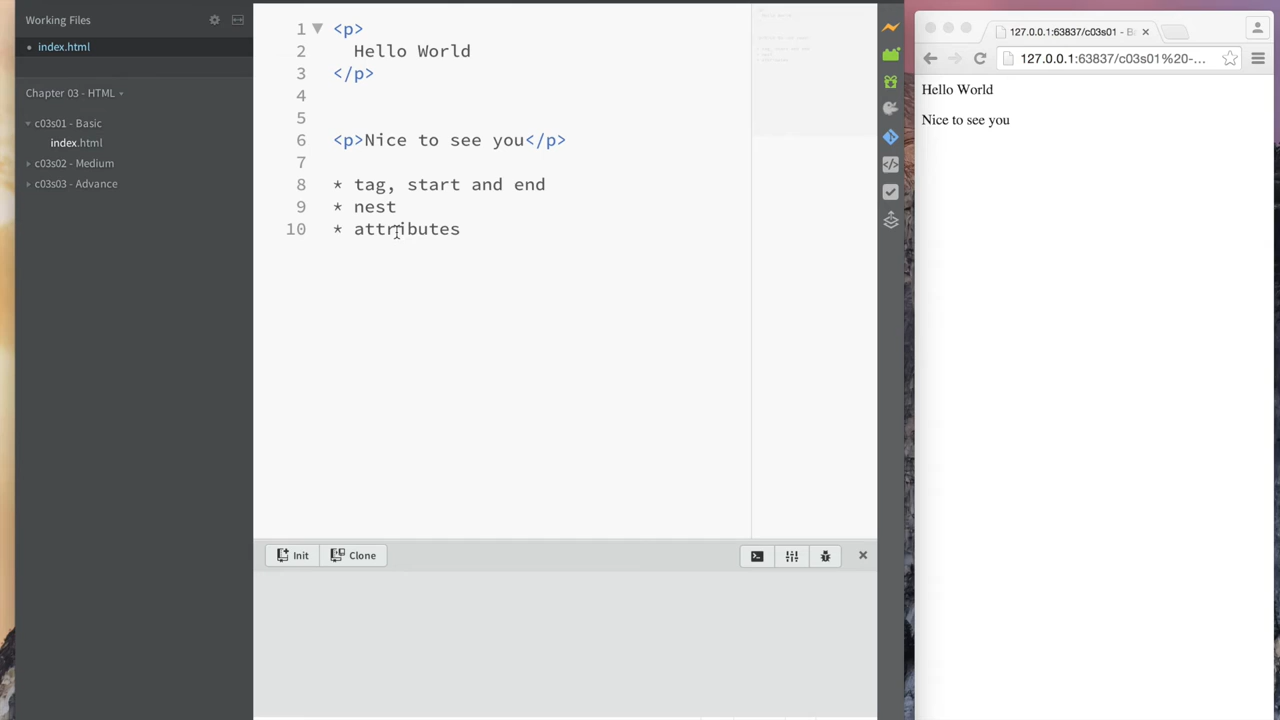 Working Files
index.html
Chapter 03 - HTML
c03s01 - Basic
index.html
c03s02 - Medium
c03s03 - Advance
1 <p>
2 Hello World
3 </p>
4
5
6 <p>Nice to see you</p>
7
8 * tag, start and end
9 * nest
10 * attributes
Init
Clone
127.0.0.1:63837/c03s01 - B
127.0.0.1:63837/c03s01%20-...
Hello World
Nice to see you